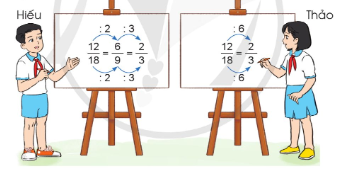 Hiếu
Thảo
: 2 : 3
12/18 = 6/9 = 2/3
: 2 : 3
: 6
12/18 = 2/3
: 6